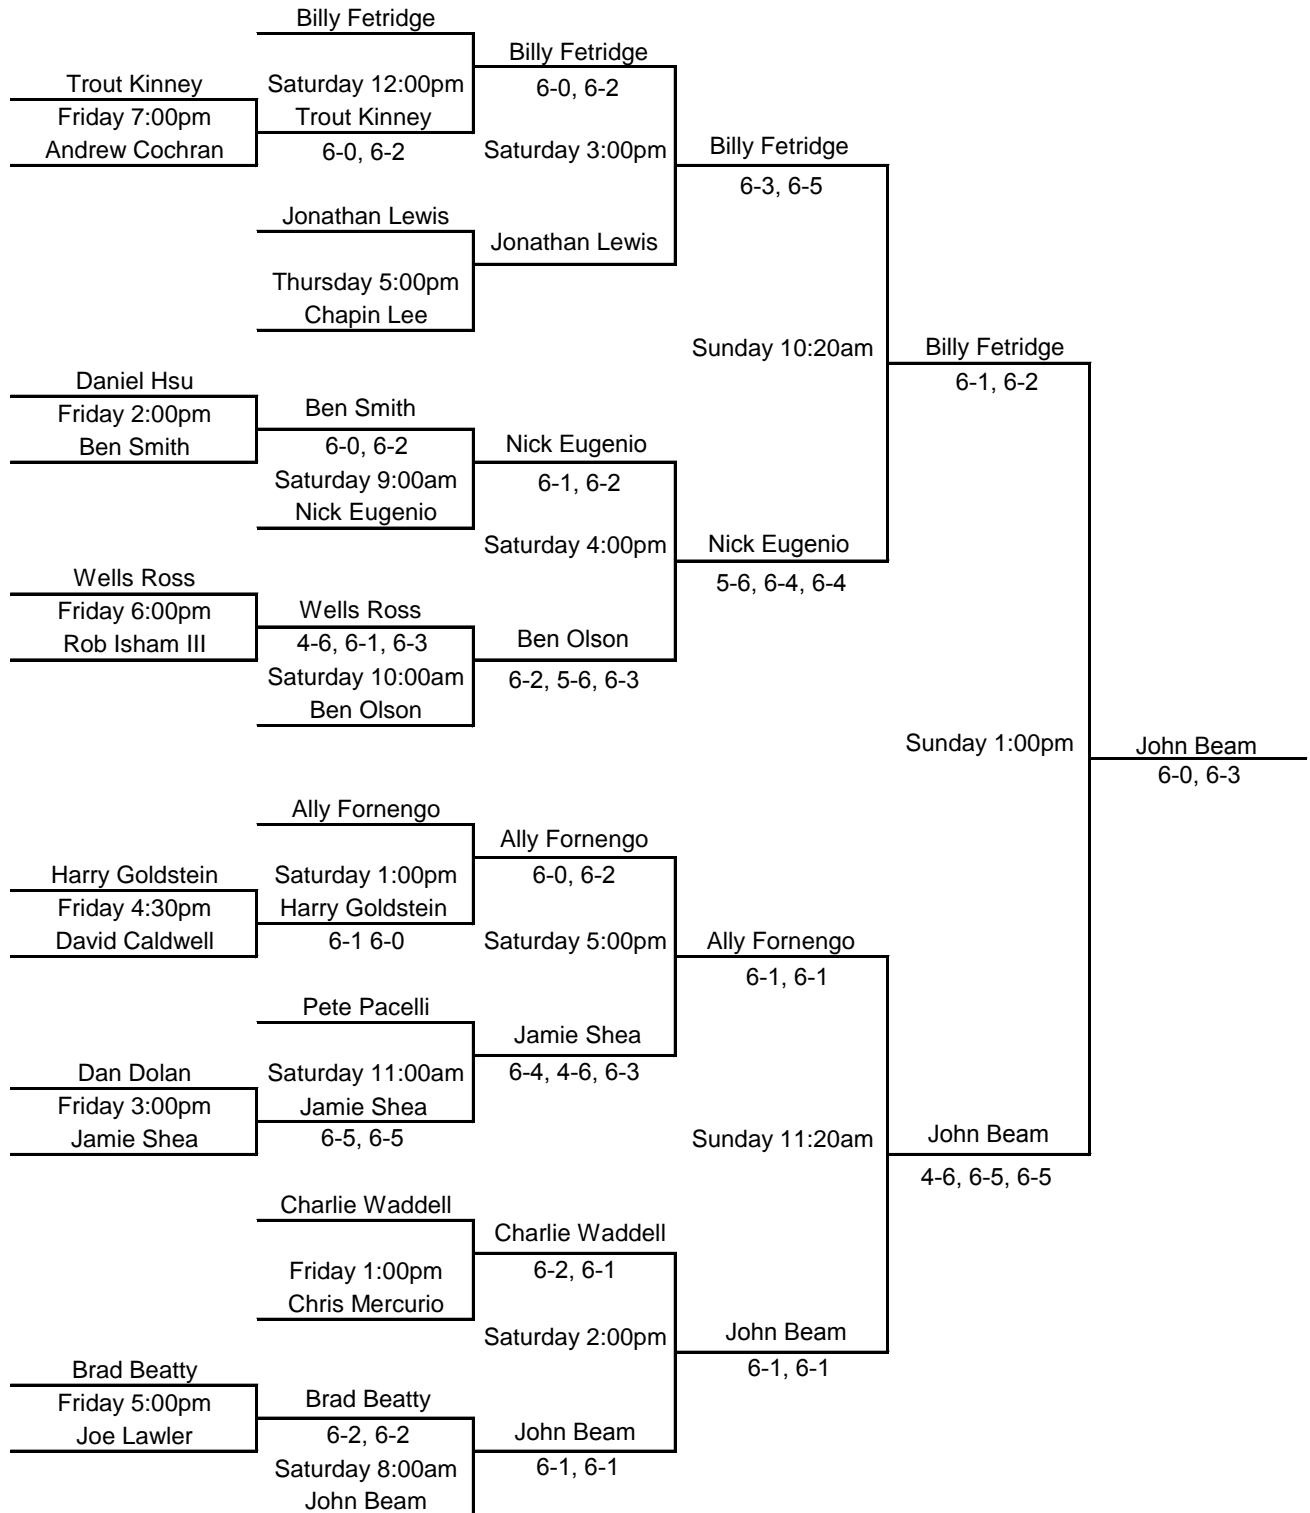 Billy Fetridge
Billy Fetridge
Trout Kinney
Saturday 12:00pm
6-0, 6-2
Friday 7:00pm
Trout Kinney
Andrew Cochran
6-0, 6-2
Saturday 3:00pm
Billy Fetridge
6-3, 6-5
Jonathan Lewis
Jonathan Lewis
Thursday 5:00pm
Chapin Lee
Sunday 10:20am
Billy Fetridge
6-1, 6-2
Daniel Hsu
Friday 2:00pm
Ben Smith
Ben Smith
6-0, 6-2
Nick Eugenio
Saturday 9:00am
6-1, 6-2
Nick Eugenio
Saturday 4:00pm
Nick Eugenio
5-6, 6-4, 6-4
Wells Ross
Friday 6:00pm
Wells Ross
Rob Isham III
4-6, 6-1, 6-3
Ben Olson
Saturday 10:00am
6-2, 5-6, 6-3
Ben Olson
Sunday 1:00pm
John Beam
6-0, 6-3
Ally Fornengo
Ally Fornengo
Harry Goldstein
Saturday 1:00pm
6-0, 6-2
Friday 4:30pm
Harry Goldstein
David Caldwell
6-1 6-0
Saturday 5:00pm
Ally Fornengo
6-1, 6-1
Pete Pacelli
Jamie Shea
Dan Dolan
Saturday 11:00am
6-4, 4-6, 6-3
Friday 3:00pm
Jamie Shea
Jamie Shea
6-5, 6-5
Sunday 11:20am
John Beam
4-6, 6-5, 6-5
Charlie Waddell
Charlie Waddell
Friday 1:00pm
6-2, 6-1
Chris Mercurio
Saturday 2:00pm
John Beam
6-1, 6-1
Brad Beatty
Friday 5:00pm
Brad Beatty
Joe Lawler
6-2, 6-2
John Beam
Saturday 8:00am
6-1, 6-1
John Beam